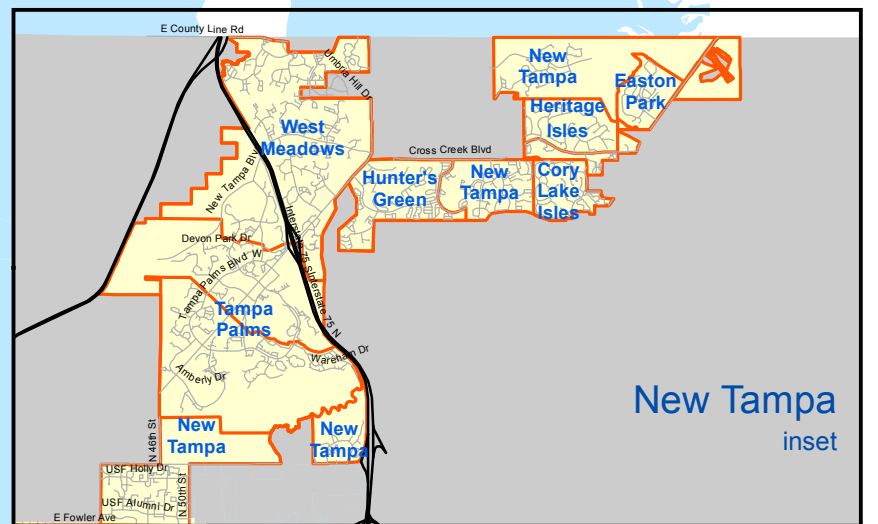 E County Line Rd
Umbria Hill Dr
New
Tampa
Easton
Park
Heritage
Isles
West
Meadows
Cross Creek Blvd
New Tampa Blv
Hunter's
Green
New
Tampa
Cory
Lake
Isles
Devon Park Dr
Interstate 75 S
Interstate 75 N
Tampa Palms Blvd W
Tampa
Palms
Wareham Dr
Amberly Dr
New Tampa
inset
N 46th St
New
Tampa
New
Tampa
USF Holly Dr
N 50th St
USF Alumni Dr
E Fowler Ave